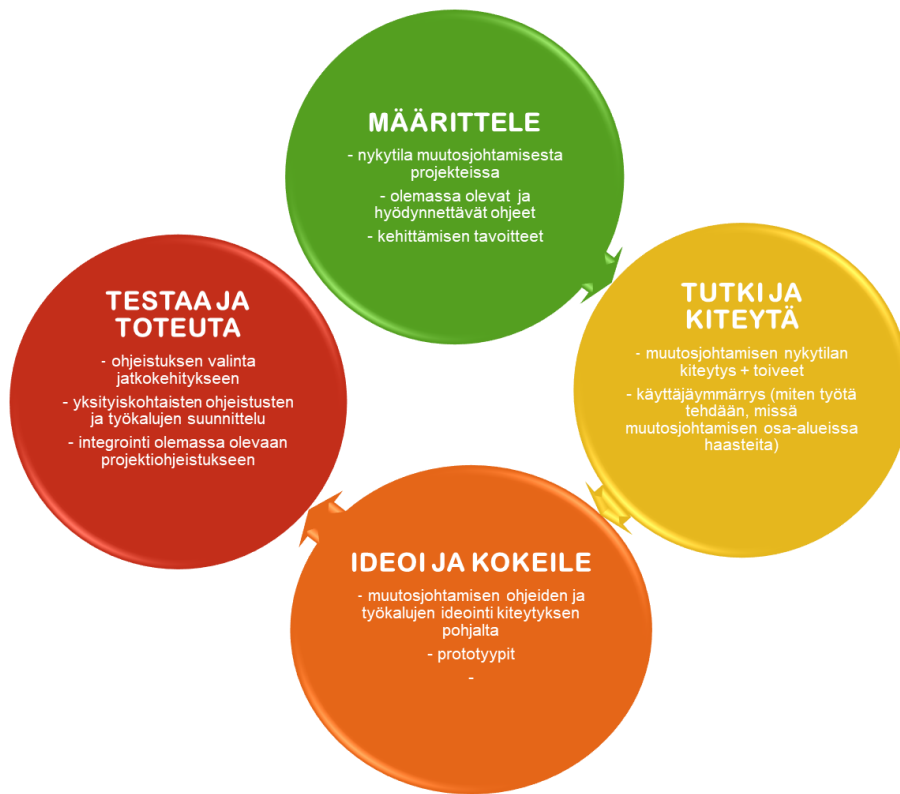 MÄÄRITTELE
- nykytila muutosjohtamisesta
projekteissa
- olemassa olevat ja
hyödynnettävät ohjeet
- kehittämisen tavoitteet
TUTKI JA
KITEYTÄ
- muutosjohtamisen nykytilan
kiteytys + toiveet
- käyttäjäymmärrys (miten työtä
tehdään, missä
muutosjohtamisen osa-alueissa
haasteita)
IDEOI JA KOKEILE
- muutosjohtamisen ohjeiden ja
työkalujen ideointi kiteytyksen
pohjalta
- prototyypit
-
TESTAA JA
TOTEUTA
- ohjeistuksen valinta
jatkokehitykseen
- yksityiskohtaisten ohjeistusten
ja työkalujen suunnittelu
- integrointi olemassa olevaan
projektiohjeistukseen